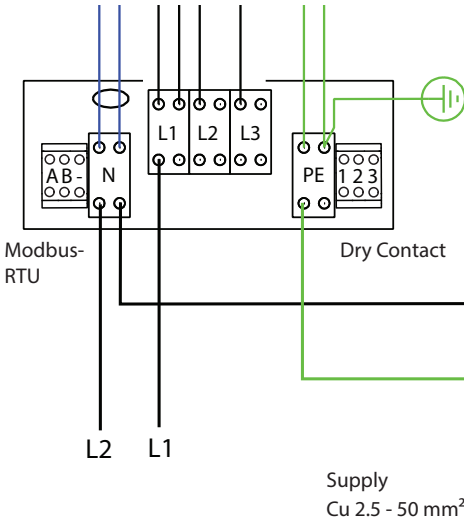 L1 L2 L3
A B - N PE 1 2 3
Modbus-
RTU
Dry Contact
L2 L1
Supply
Cu 2.5 - 50 mm²